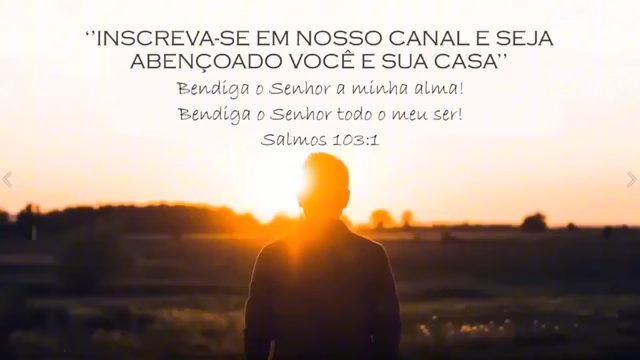 ‘’INSCREVA-SE EM NOSSO CANAL E SEJA
ABENÇOADO VOCÊ E SUA CASA’’
Bendiga o Senhor a minha alma!
Bendiga o Senhor todo o meu ser!
Salmos 103:1